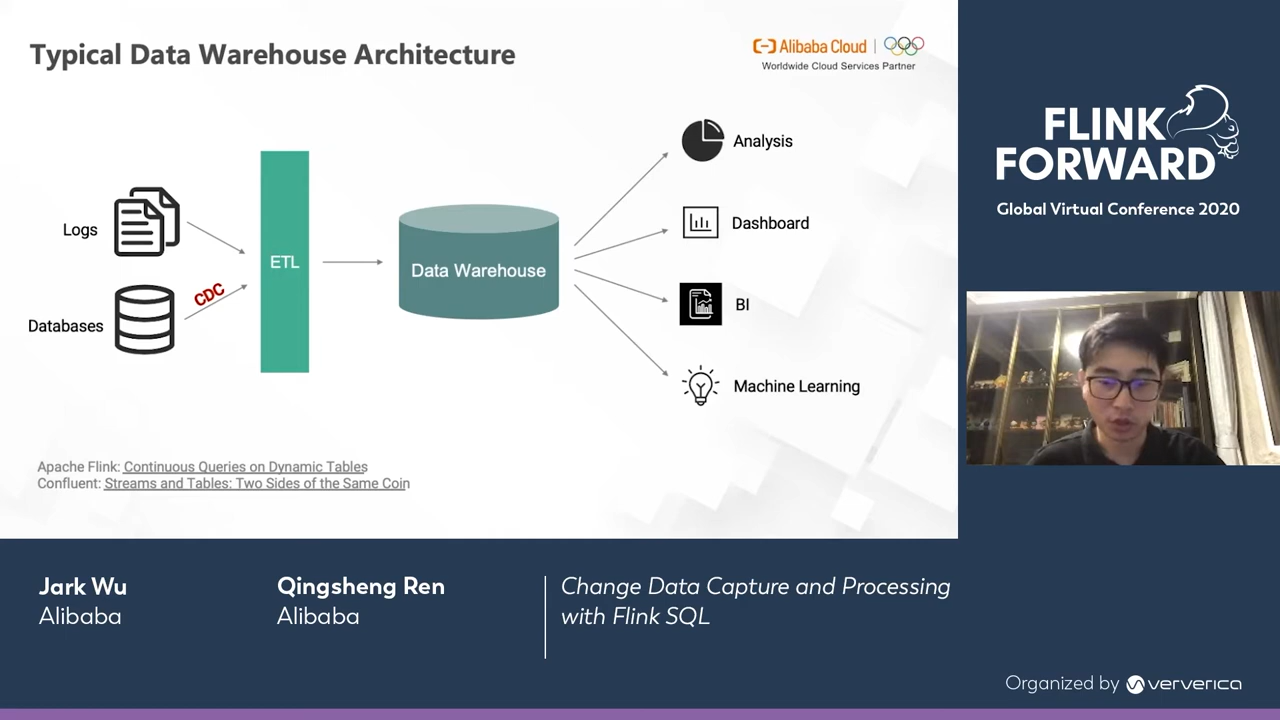 Typical Data Warehouse Architecture
Alibaba Cloud
Worldwide Cloud Services Partner
Logs
Databases
CDC
ETL
Data Warehouse
Analysis
Dashboard
BI
Machine Learning
Apache Flink: Continuous Queries on Dynamic Tables
Confluent: Streams and Tables: Two Sides of the Same Coin
FLINK
FORWARD
Global Virtual Conference 2020
Jark Wu
Alibaba
Qingsheng Ren
Alibaba
Change Data Capture and Processing
with Flink SQL
Organized by ververica